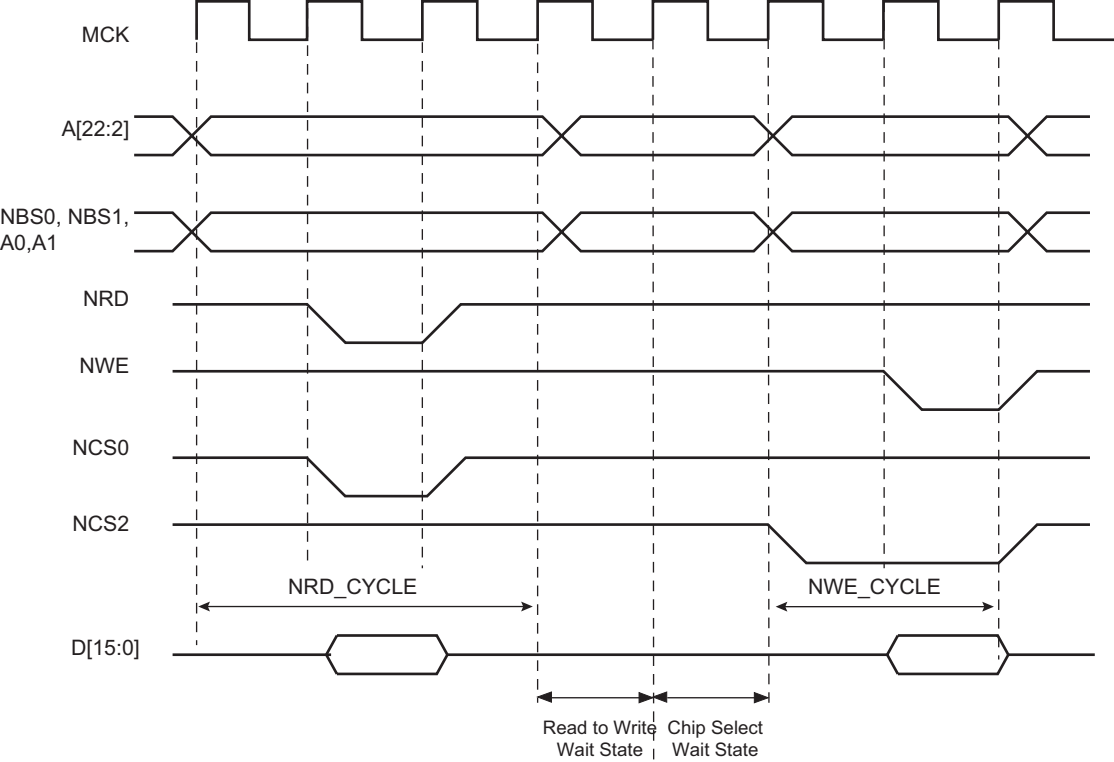 MCK
A[22:2]
NBS0, NBS1,
A0,A1
NRD
NWE
NCS0
NCS2
NRD_CYCLE
NWE_CYCLE
D[15:0]
Read to Write
Wait State
Chip Select
Wait State